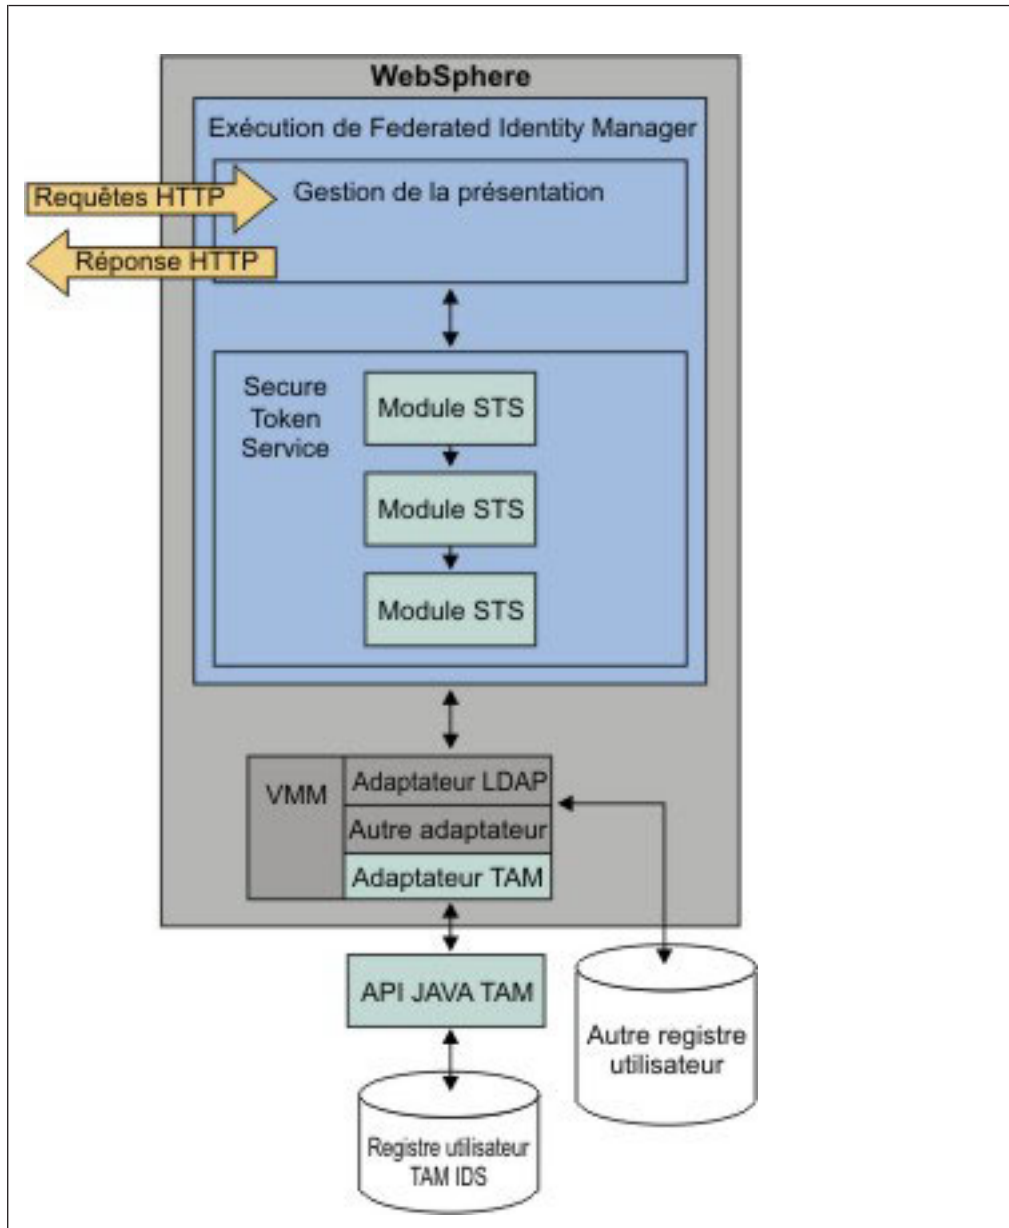 WebSphere
Exécution de Federated Identity Manager
Requêtes HTTP
Gestion de la présentation
Réponse HTTP
Secure
Token
Service
Module STS
Module STS
Module STS
VMM
Adaptateur LDAP
Autre adaptateur
Adaptateur TAM
API JAVA TAM
Autre registre
utilisateur
Registre utilisateur
TAM IDS